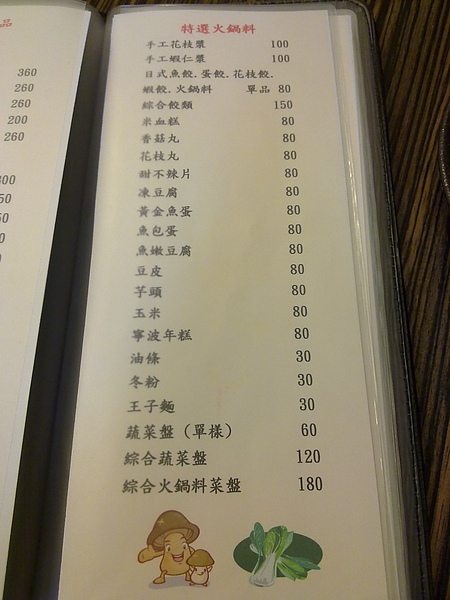 品
360
260
260
200
260
特選火鍋料
手工花枝漿 100
手工蝦仁漿 100
日式魚餃.蛋餃.花枝餃.
蝦餃.火鍋料 單品 80
綜合餃類 150
米血糕 80
香菇丸 80
花枝丸 80
甜不辣片 80
凍豆腐 80
黃金魚蛋 80
魚包蛋 80
魚嫩豆腐 80
豆皮 80
芋頭 80
玉米 80
寧波年糕 80
油條 30
冬粉 30
王子麵 30
蔬菜盤（單樣） 60
綜合蔬菜盤 120
綜合火鍋料菜盤 180